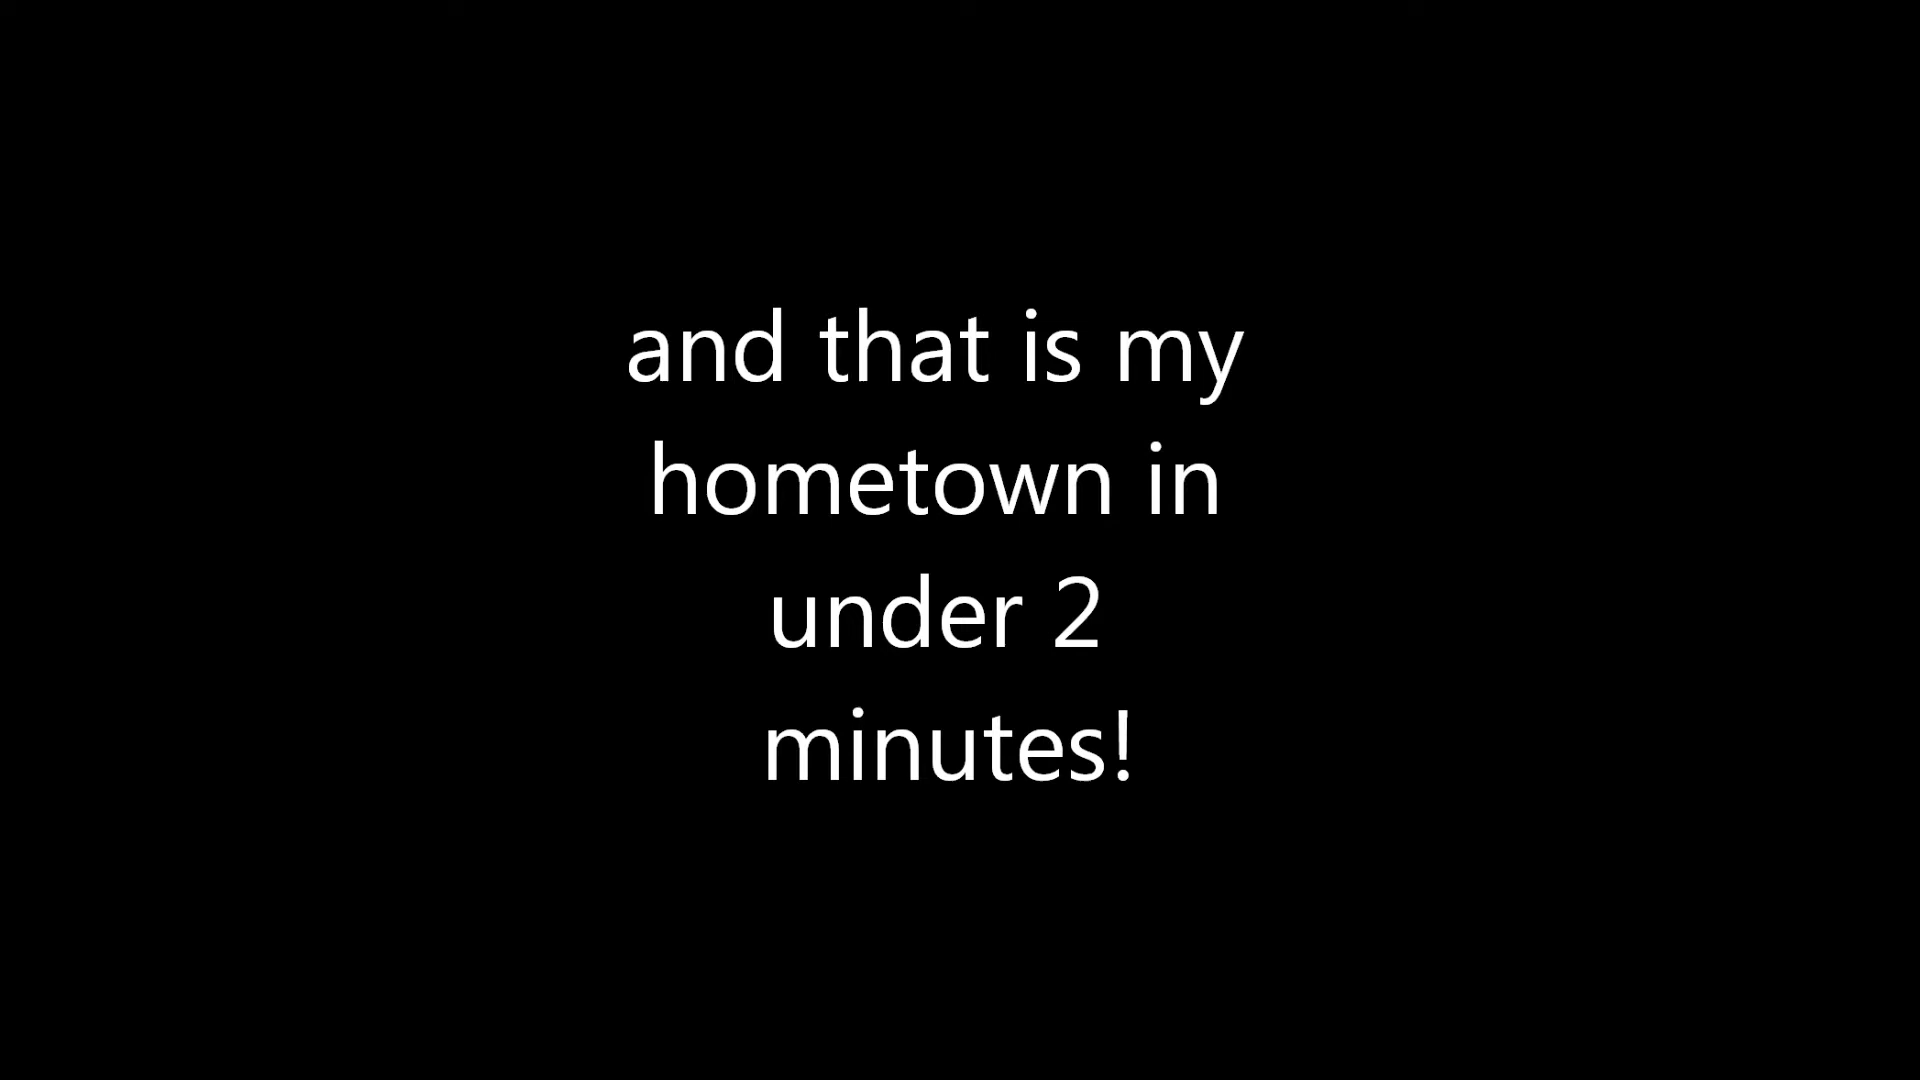 and that is my
hometown in
under 2
minutes!